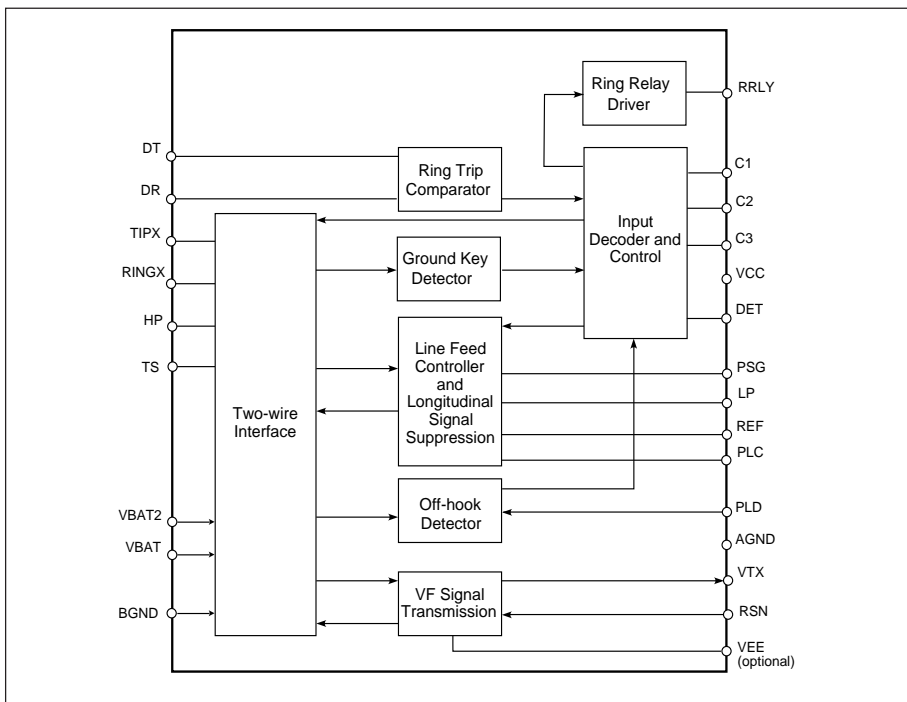 Ring Relay
Driver
RRLY
DT
Ring Trip
Comparator
C1
DR
C2
TIPX
Input
Decoder and
Control
C3
RINGX
Ground Key
Detector
VCC
HP
DET
TS
Line Feed
Controller
and
Longitudinal
Signal
Suppression
PSG
LP
Two-wire
Interface
REF
PLC
VBAT2
Off-hook
Detector
PLD
VBAT
AGND
VF Signal
Transmission
VTX
BGND
RSN
VEE
(optional)